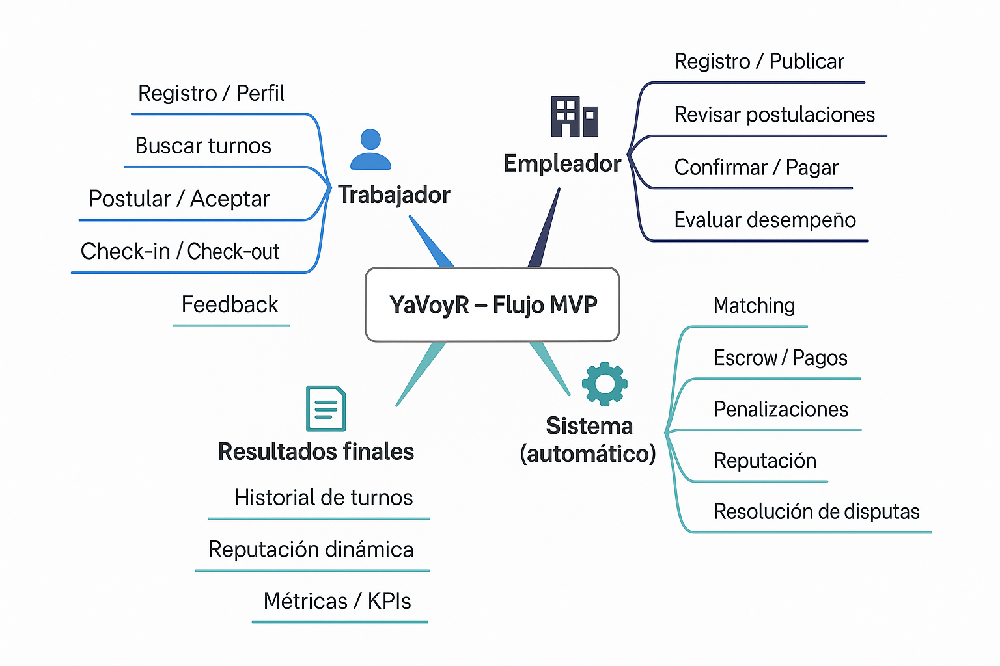 Registro / Perfil
Buscar turnos
Postular / Aceptar
Check-in / Check-out
Feedback
Trabajador
Empleador
Registro / Publicar
Revisar postulaciones
Confirmar / Pagar
Evaluar desempeño
YaVoyR – Flujo MVP
Resultados finales
Historial de turnos
Reputación dinámica
Métricas / KPIs
Sistema
(automático)
Matching
Escrow / Pagos
Penalizaciones
Reputación
Resolución de disputas